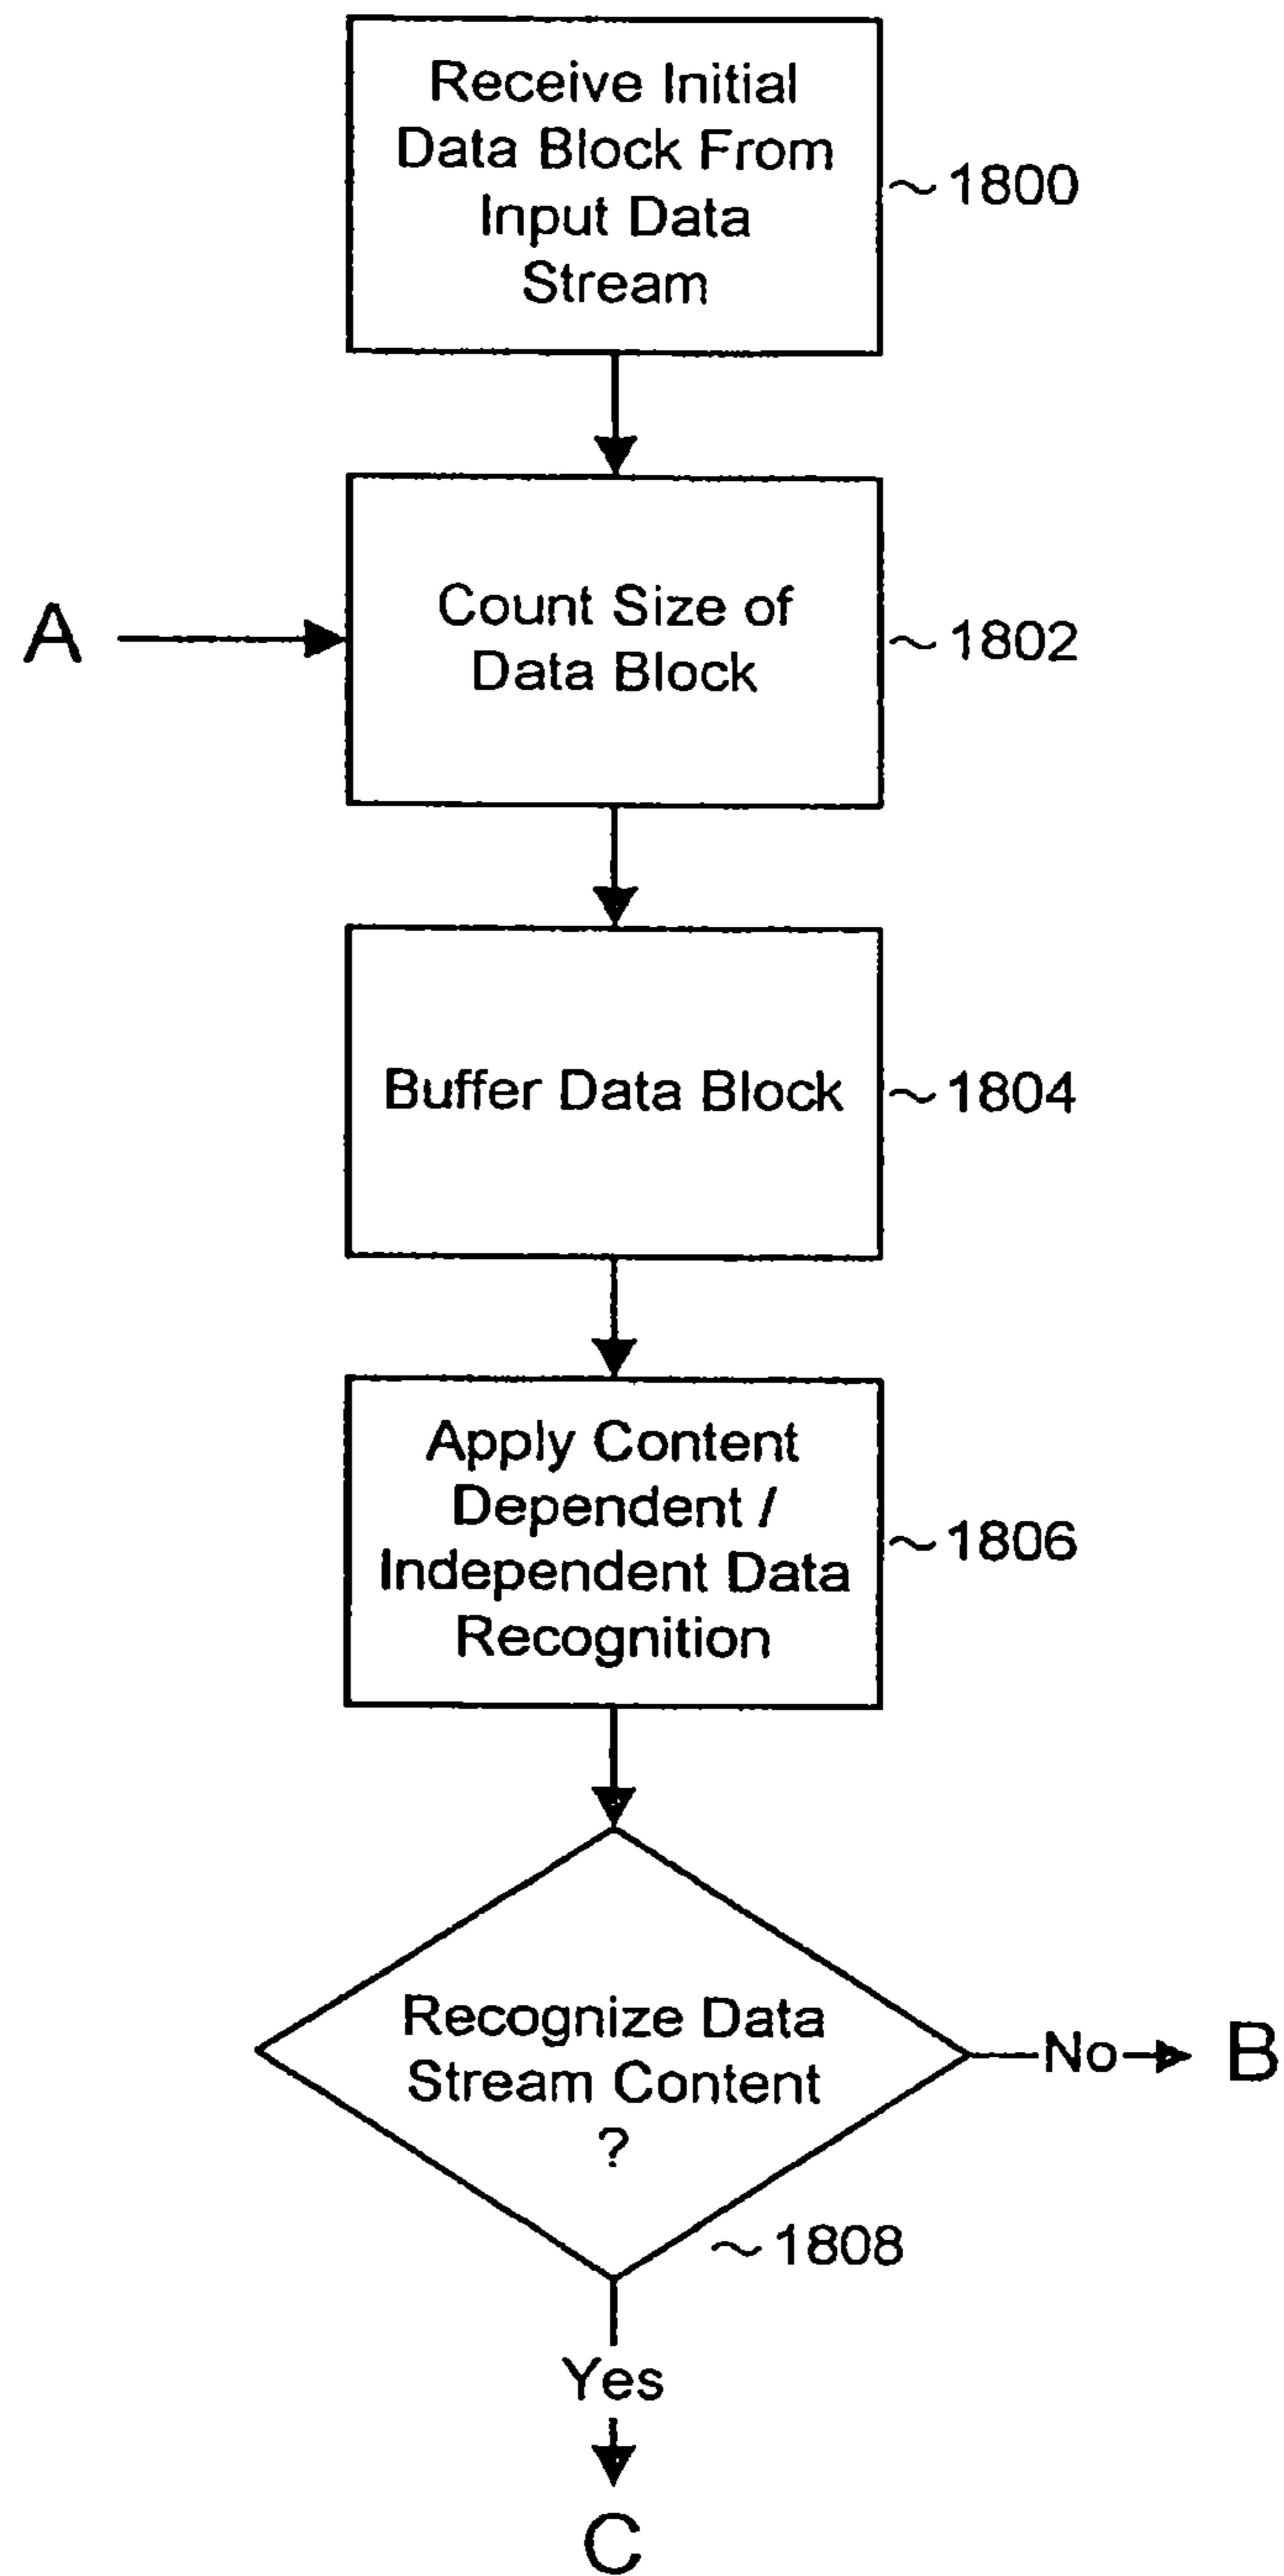 Receive Initial
Data Block From
Input Data
Stream
~1800
A
Count Size of
Data Block
~1802
Buffer Data Block
~1804
Apply Content
Dependent /
Independent Data
Recognition
~1806
Recognize Data
Stream Content
?
No
B
~1808
Yes
C